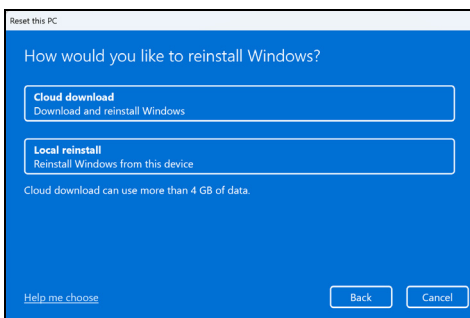 Reset this PC
How would you like to reinstall Windows?
Cloud download
Download and reinstall Windows
Local reinstall
Reinstall Windows from this device
Cloud download can use more than 4 GB of data.
Help me choose
Back
Cancel